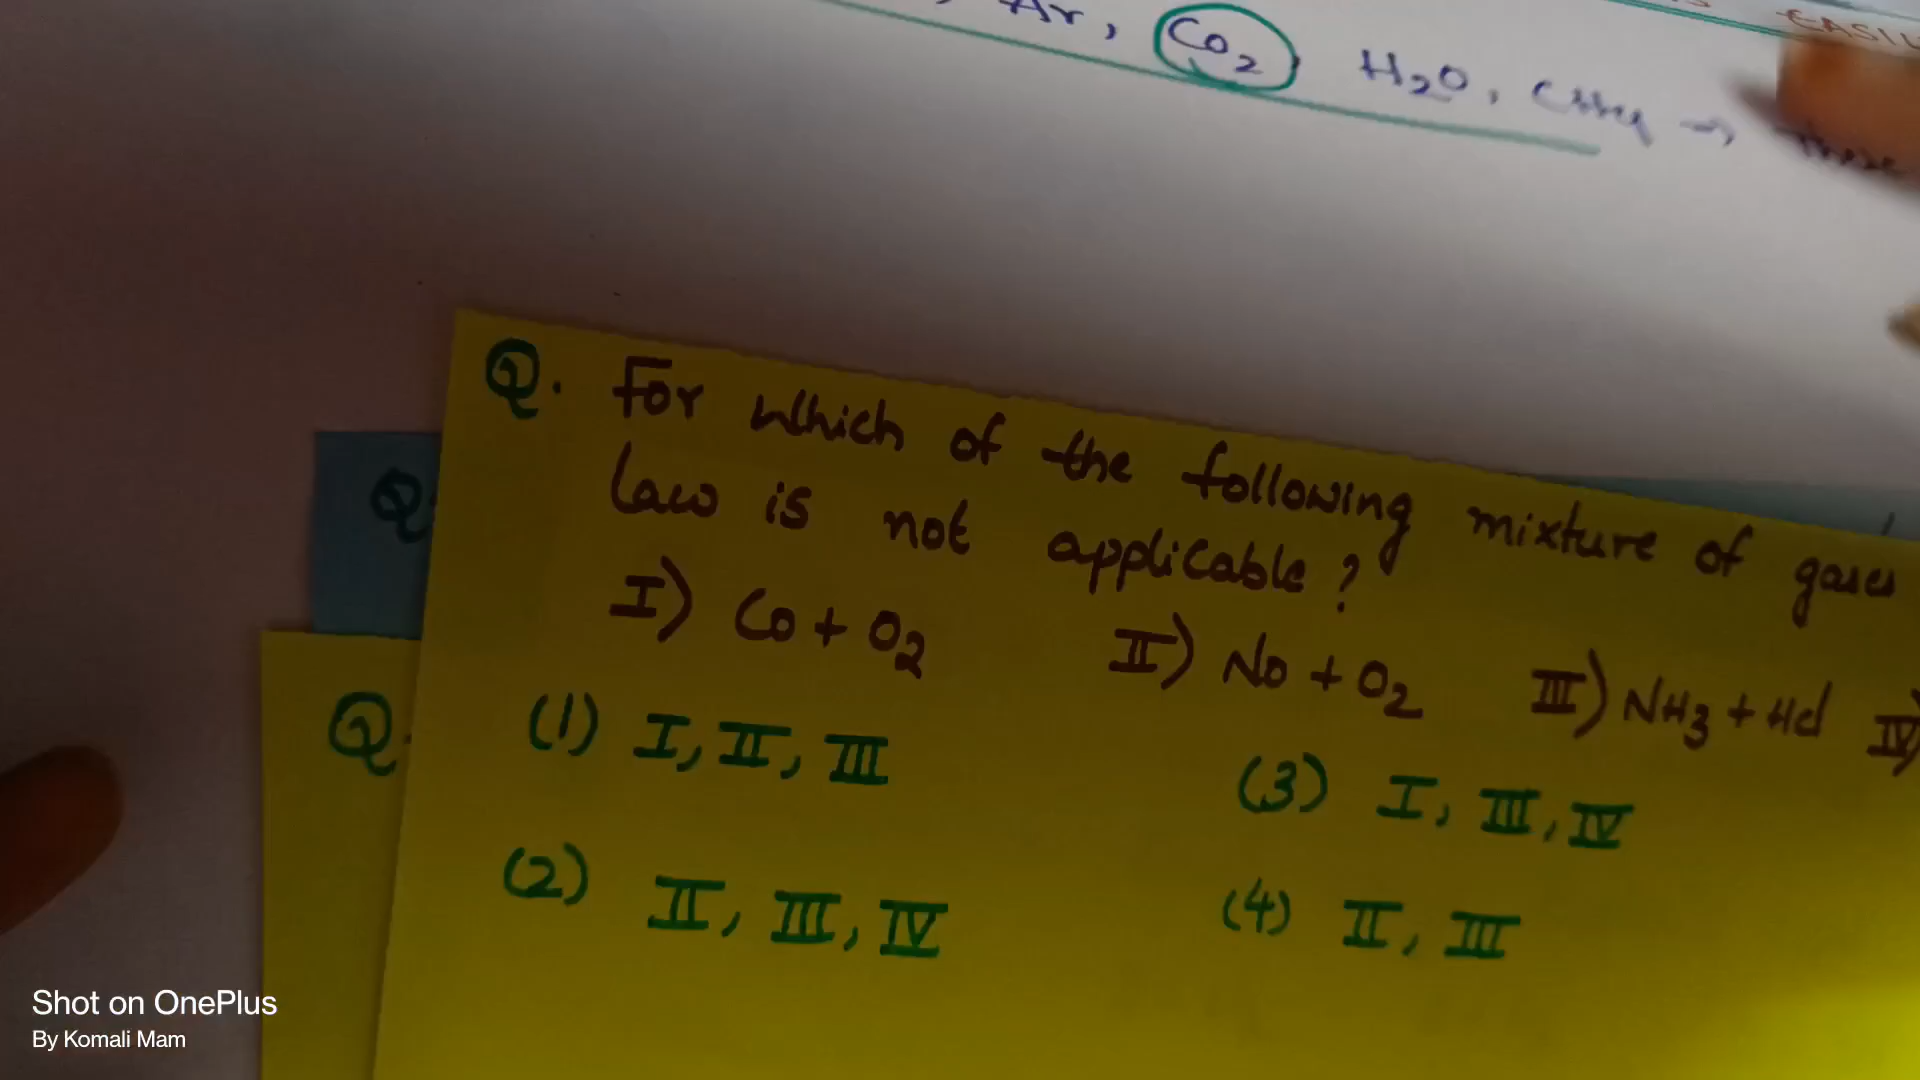 Ar, Co2, H2O, →
Q. For which of the following mixture of gases
law is not applicable?
I) Co + O2 II) No + O2 III) NH3 + Hcl IV)
(1) I, II, III (3) I, III, IV
(2) II, III, IV (4) II, III
Q
Q.
Shot on OnePlus
By Komali Mam